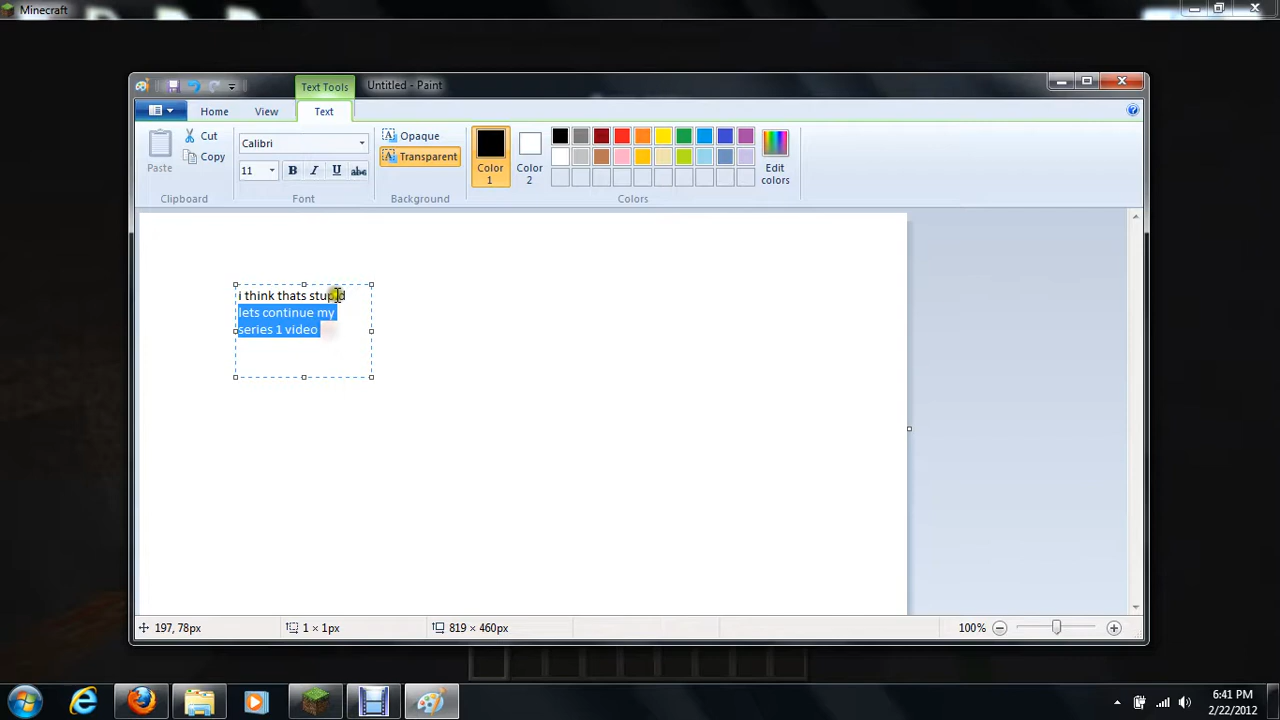 Minecraft
Text Tools
Untitled - Paint
Home
View
Text
Paste
Cut
Copy
Clipboard
Calibri
11
B
I
U
abc
Font
A Opaque
A Transparent
Background
Color
1
Color
2
Edit
colors
Colors
i think thats stupid
lets continue my
series 1 video
197, 78px
1 × 1px
819 × 460px
100%
6:41 PM
2/22/2012